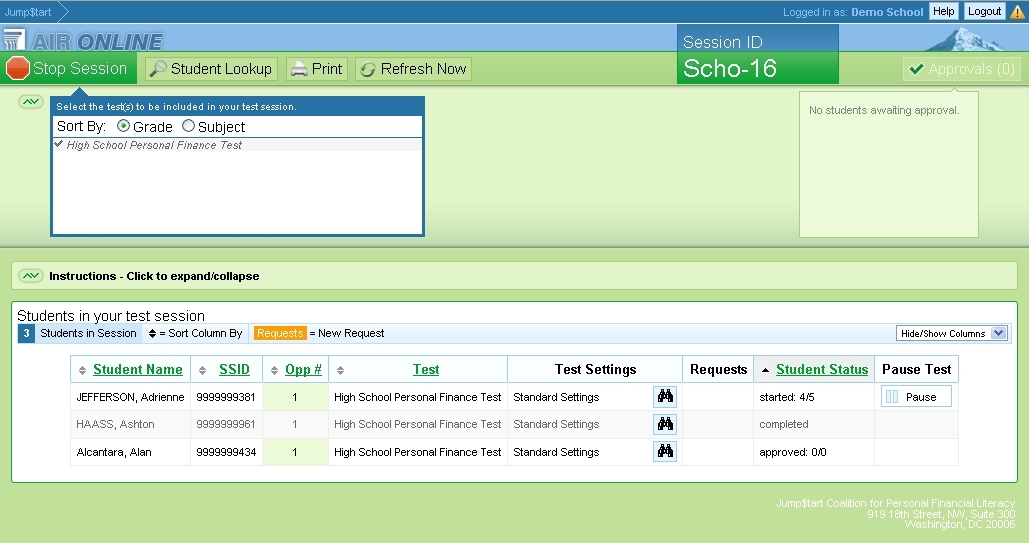 Jump$tart
Logged in as: Demo School Help Logout
AIR ONLINE
Session ID
Stop Session Student Lookup Print Refresh Now Scho-16 Approvals (0)
Select the test(s) to be included in your test session.
Sort By: Grade Subject
High School Personal Finance Test
No students awaiting approval.
Instructions - Click to expand/collapse
Students in your test session
3 Students in Session = Sort Column By Requests = New Request Hide/Show Columns
Student Name SSID Opp # Test Test Settings Requests Student Status Pause Test
JEFFERSON, Adrienne 9999999381 1 High School Personal Finance Test Standard Settings started: 4/5 Pause
HAASS, Ashton 9999999961 1 High School Personal Finance Test Standard Settings completed
Alcantara, Alan 9999999434 1 High School Personal Finance Test Standard Settings approved: 0/0
Jump$tart Coalition for Personal Financial Literacy
919 18th Street, NW, Suite 300
Washington, DC 20006